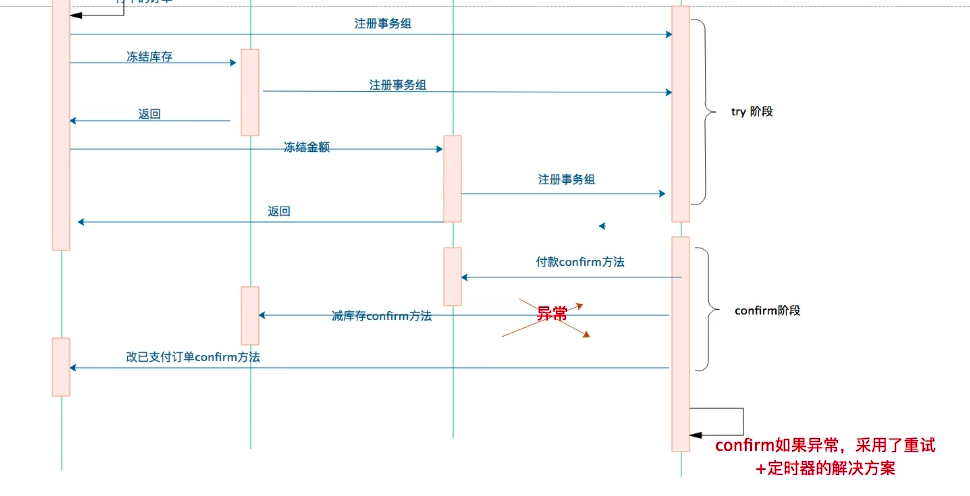 注册事务组
冻结库存
注册事务组
返回
try 阶段
冻结金额
注册事务组
返回
付款confirm方法
减库存confirm方法
异常
confirm阶段
改已支付订单confirm方法
confirm如果异常，采用了重试
+定时器的解决方案